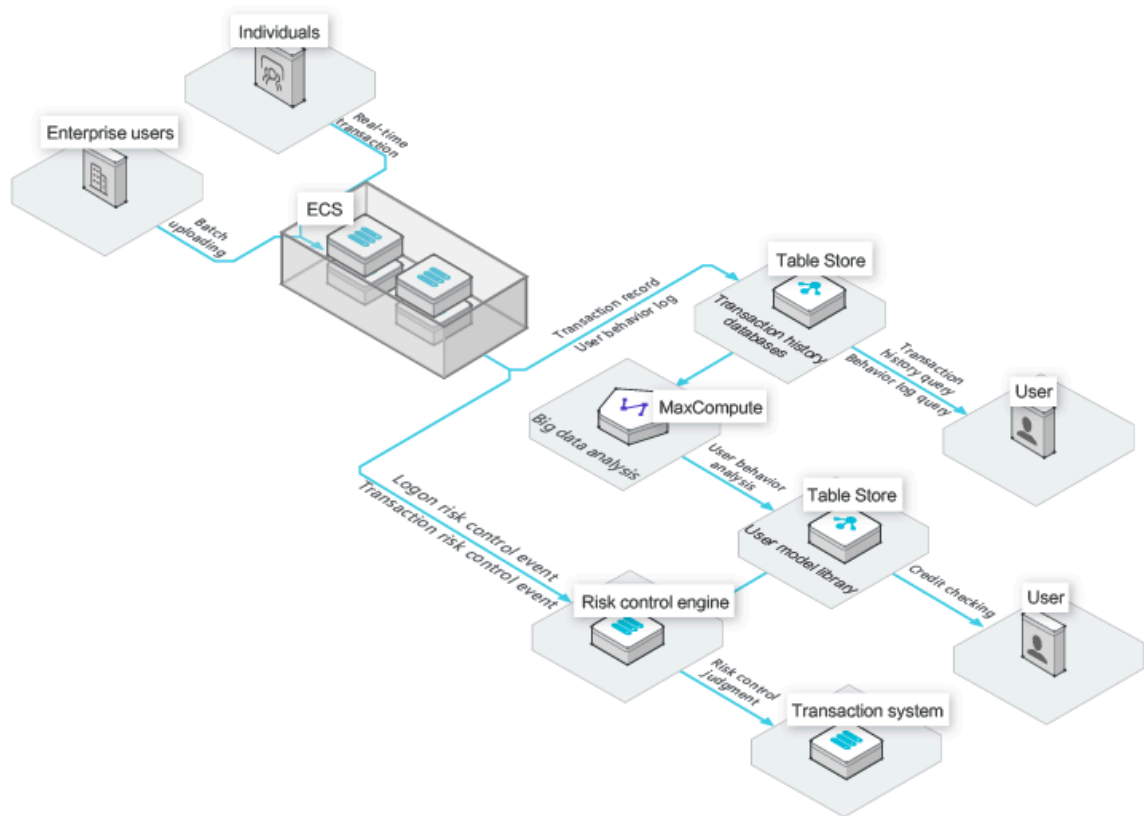 Individuals
Real-time
transaction
Enterprise users
Batch
uploading
ECS
Transaction record
User behavior log
Table Store
Transaction history
databases
Transaction
history query
Behavior log query
User
MaxCompute
Big data analysis
User behavior
analysis
Table Store
User model library
Credit checking
User
Logon risk control event
Transaction risk control event
Risk control engine
Risk control
judgment
Transaction system